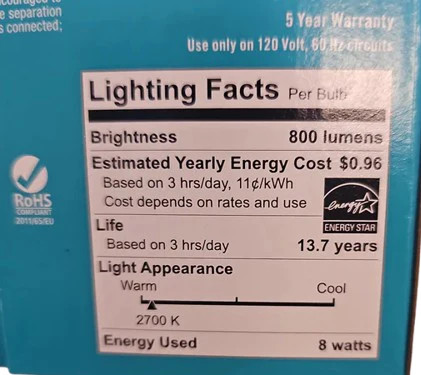 e separation
s connected;
5 Year Warranty
Use only on 120 Volt, 60 Hz circuits
Lighting Facts Per Bulb
Brightness 800 lumens
Estimated Yearly Energy Cost $0.96
Based on 3 hrs/day, 11¢/kWh
Cost depends on rates and use
energy
ENERGY STAR
RoHS
COMPLIANT
2011/65/EU
Life
Based on 3 hrs/day 13.7 years
Light Appearance
Warm Cool
2700 K
Energy Used 8 watts